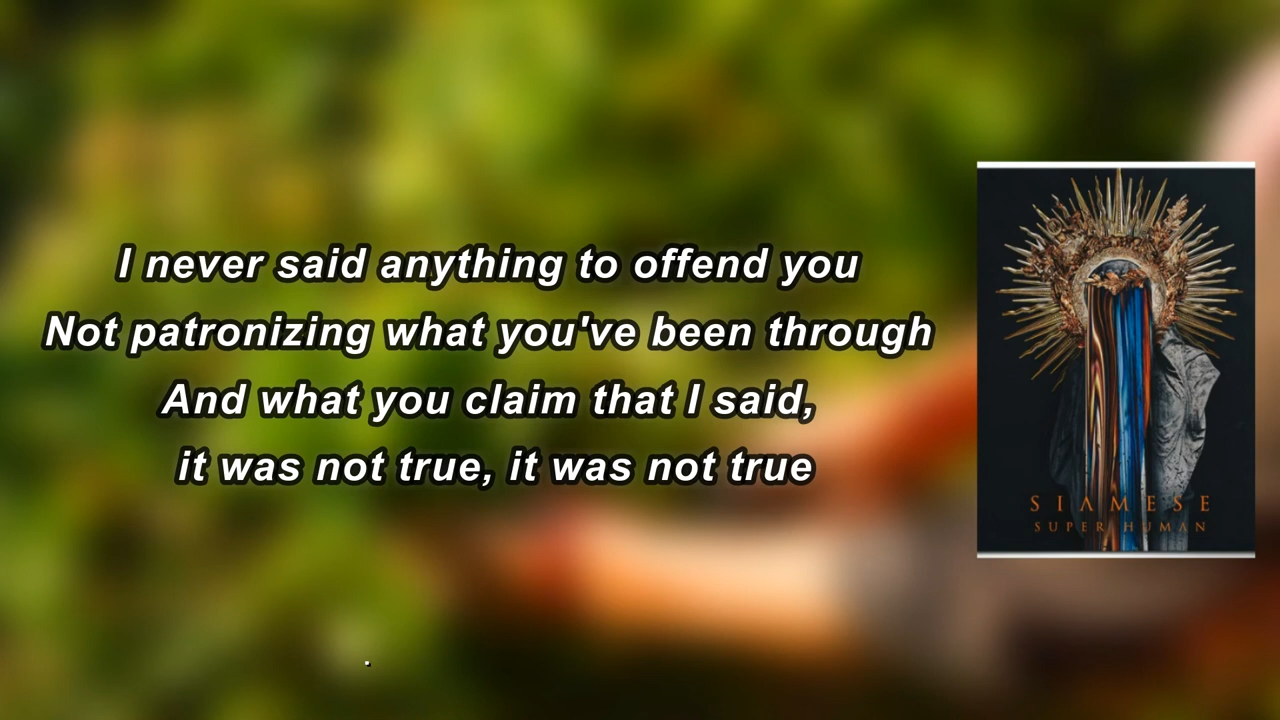 I never said anything to offend you
Not patronizing what you've been through
And what you claim that I said,
it was not true, it was not true
.
SIAMESE
SUPER HUMAN